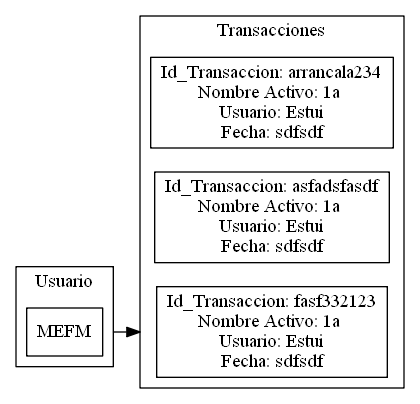 Transacciones
Id_Transaccion: arrancala234
Nombre Activo: 1a
Usuario: Estui
Fecha: sdfsdf
Id_Transaccion: asfadsfasdf
Nombre Activo: 1a
Usuario: Estui
Fecha: sdfsdf
Usuario
MEFM
Id_Transaccion: fasf332123
Nombre Activo: 1a
Usuario: Estui
Fecha: sdfsdf